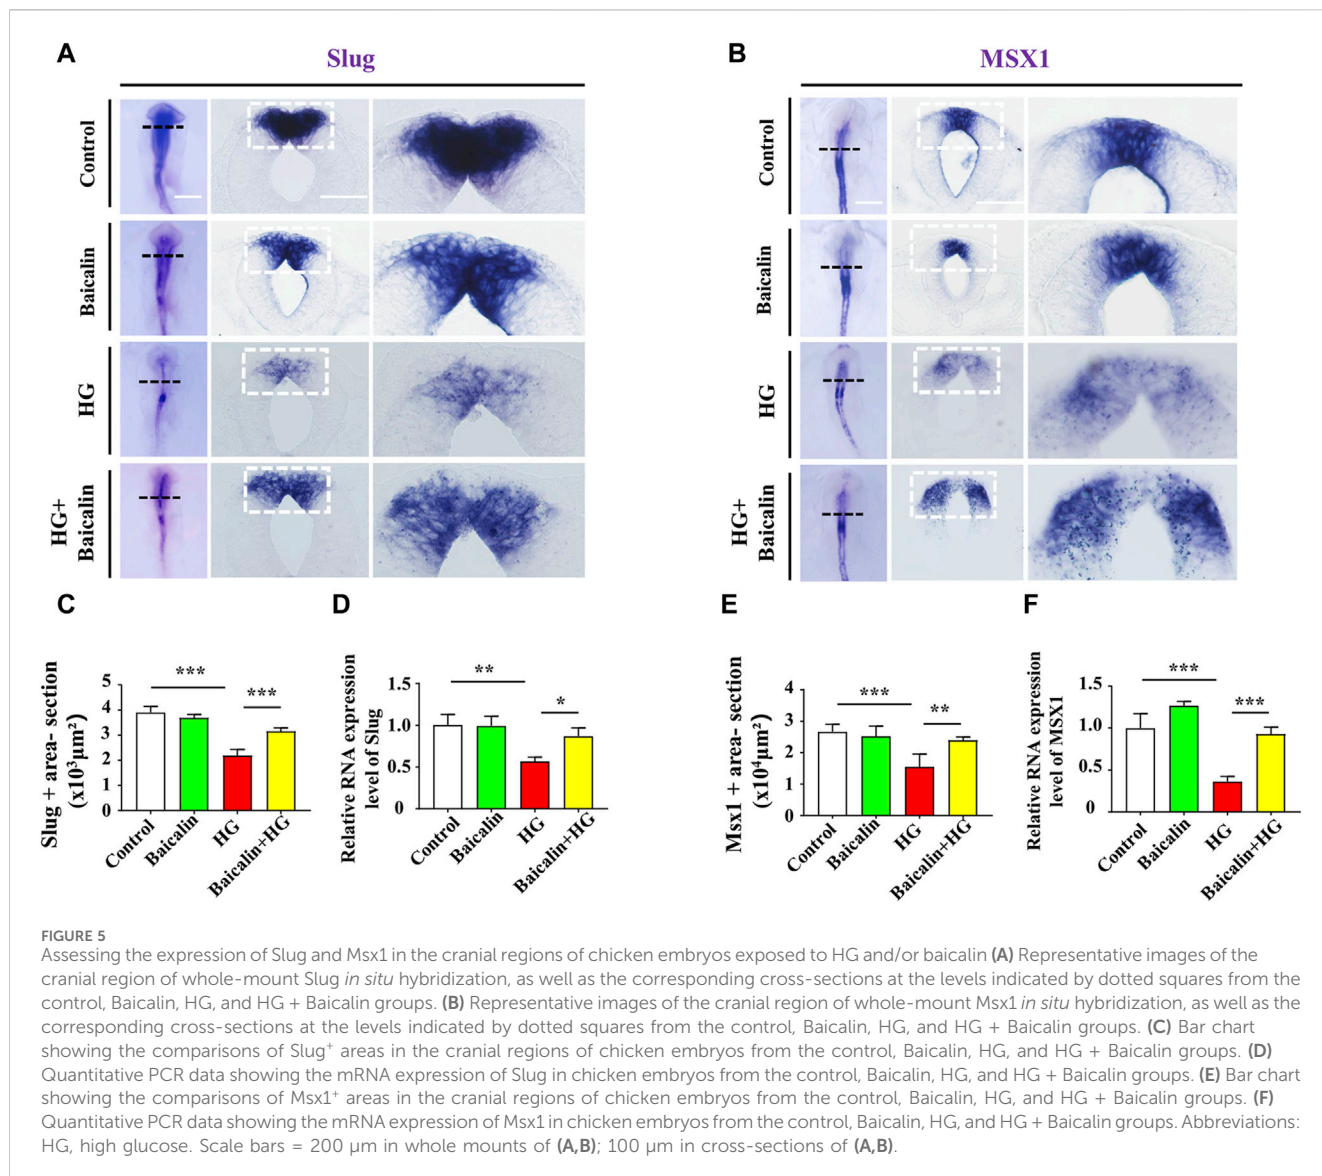 A
Slug
B
MSX1
Control
Baicalin
HG
HG+
Baicalin
Control
Baicalin
HG
HG+
Baicalin
C
Slug + area- section
(x10³µm²)
5
4
3
2
1
0
***
***
Control
Baicalin
HG
Baicalin+HG
D
Relative RNA expression
level of Slug
1.5
1.0
0.5
0
**
*
Control
Baicalin
HG
Baicalin+HG
E
Msx1 + area- section
(x10⁴µm²)
4
3
2
1
0
***
**
Control
Baicalin
HG
Baicalin+HG
F
Relative RNA expression
level of MSX1
1.5
1.0
0.5
0
***
***
Control
Baicalin
HG
Baicalin+HG
FIGURE 5
Assessing the expression of Slug and Msx1 in the cranial regions of chicken embryos exposed to HG and/or baicalin (A) Representative images of the
cranial region of whole-mount Slug in situ hybridization, as well as the corresponding cross-sections at the levels indicated by dotted squares from the
control, Baicalin, HG, and HG + Baicalin groups. (B) Representative images of the cranial region of whole-mount Msx1 in situ hybridization, as well as the
corresponding cross-sections at the levels indicated by dotted squares from the control, Baicalin, HG, and HG + Baicalin groups. (C) Bar chart
showing the comparisons of Slug⁺ areas in the cranial regions of chicken embryos from the control, Baicalin, HG, and HG + Baicalin groups. (D)
Quantitative PCR data showing the mRNA expression of Slug in chicken embryos from the control, Baicalin, HG, and HG + Baicalin groups. (E) Bar chart
showing the comparisons of Msx1⁺ areas in the cranial regions of chicken embryos from the control, Baicalin, HG, and HG + Baicalin groups. (F)
Quantitative PCR data showing the mRNA expression of Msx1 in chicken embryos from the control, Baicalin, HG, and HG + Baicalin groups. Abbreviations:
HG, high glucose. Scale bars = 200 µm in whole mounts of (A,B); 100 µm in cross-sections of (A,B).